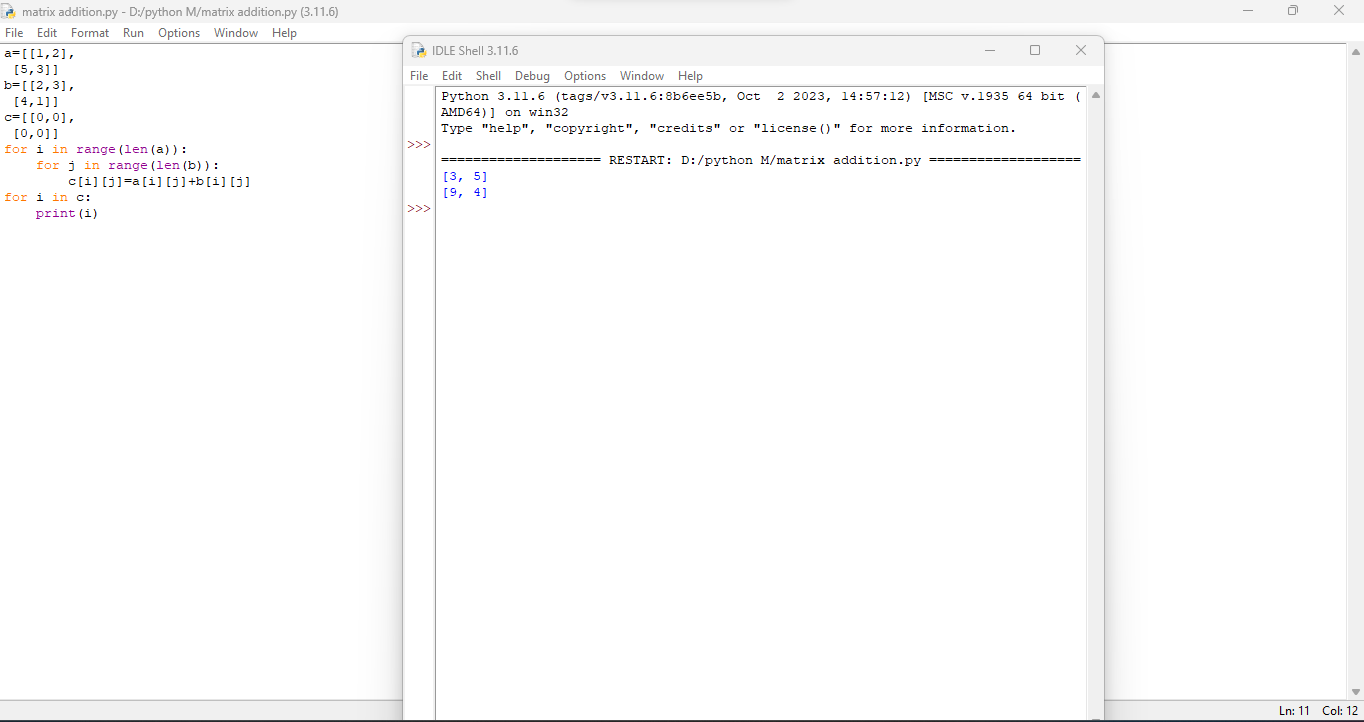 matrix addition.py - D:/python M/matrix addition.py (3.11.6)
File Edit Format Run Options Window Help
a=[[1,2],
 [5,3]]
b=[[2,3],
 [4,1]]
c=[[0,0],
 [0,0]]
for i in range(len(a)):
    for j in range(len(b)):
        c[i][j]=a[i][j]+b[i][j]
for i in c:
    print(i)
IDLE Shell 3.11.6
File Edit Shell Debug Options Window Help
Python 3.11.6 (tags/v3.11.6:8b6ee5b, Oct  2 2023, 14:57:12) [MSC v.1935 64 bit (
AMD64)] on win32
Type "help", "copyright", "credits" or "license()" for more information.
>>>
==================== RESTART: D:/python M/matrix addition.py ===================
[3, 5]
[9, 4]
>>>
Ln: 11 Col: 12